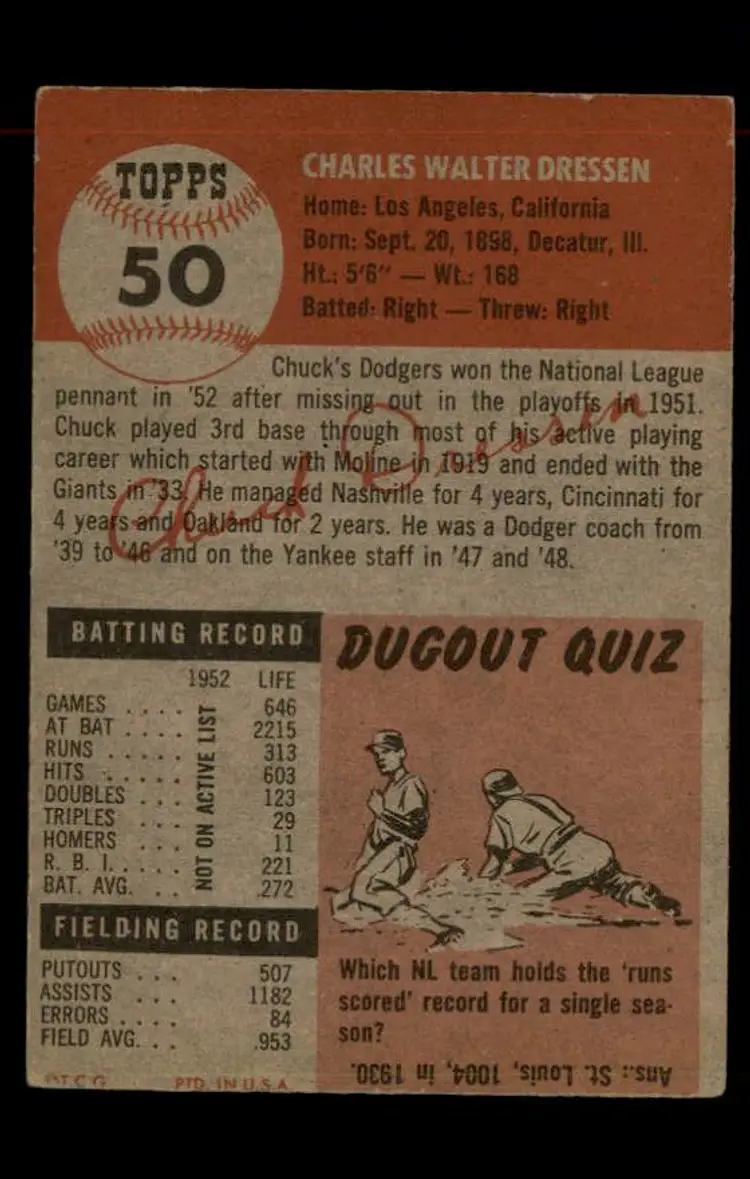 TOPPS
50
CHARLES WALTER DRESSEN
Home: Los Angeles, California
Born: Sept. 20, 1898, Decatur, Ill.
Ht.: 5'6" — Wt.: 168
Batted: Right — Threw: Right
Chuck's Dodgers won the National League
pennant in '52 after missing out in the playoffs in 1951.
Chuck played 3rd base through most of his active playing
career which started with Moline in 1919 and ended with the
Giants in '33. He managed Nashville for 4 years, Cincinnati for
4 years and Oakland for 2 years. He was a Dodger coach from
'39 to '46 and on the Yankee staff in '47 and '48.
Chuck Dressen
BATTING RECORD
1952 LIFE
NOT ON ACTIVE LIST
GAMES .... 646
AT BAT .... 2215
RUNS ..... 313
HITS ...... 603
DOUBLES ... 123
TRIPLES ... 29
HOMERS ... 11
R. B. I. .... 221
BAT. AVG. ... .272
FIELDING RECORD
PUTOUTS ... 507
ASSISTS ... 1182
ERRORS .... 84
FIELD AVG. .. .953
DUGOUT QUIZ
Which NL team holds the 'runs
scored' record for a single sea-
son?
Ans.: St. Louis, 1004, in 1930.
©T.C.G. PTD. IN U.S.A.